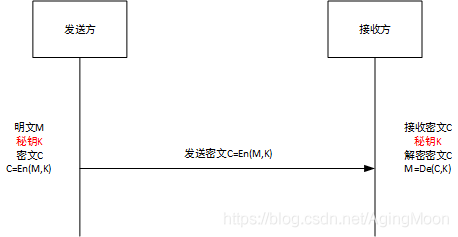 发送方
接收方
明文M
秘钥K
密文C
C=En(M,K)
发送密文C=En(M,K)
接收密文C
秘钥K
解密密文C
M=De(C,K)
https://blog.csdn.net/AgingMoon